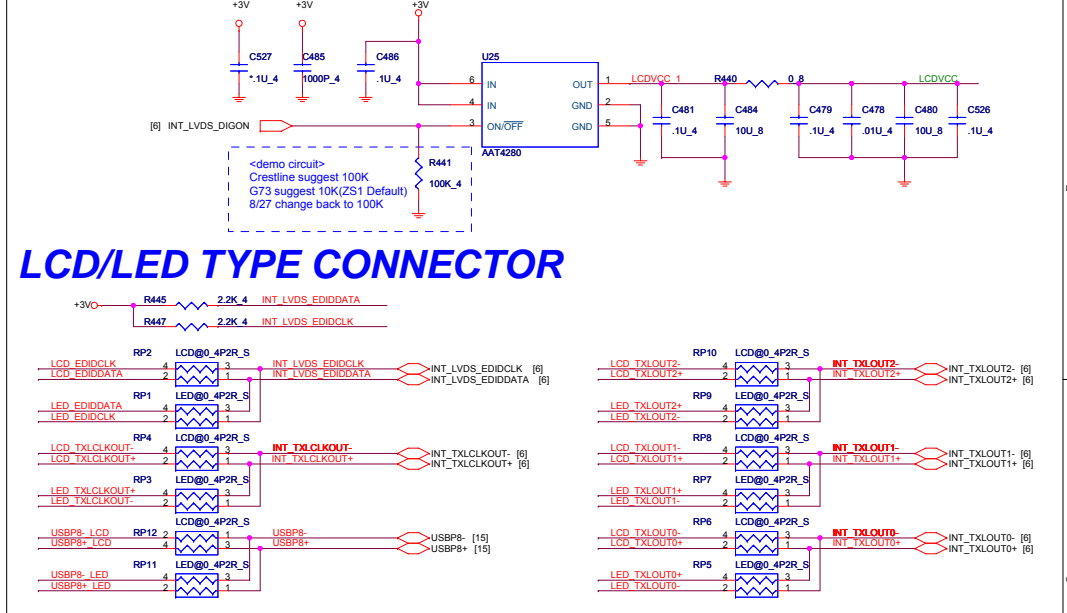 +3V +3V +3V
C527 C485 C486
*.1U_4 1000P_4 .1U_4
U25
6 IN OUT 1 LCDVCC_1 R440 0_8 LCDVCC
4 IN GND 2
[6] INT_LVDS_DIGON 3 ON/OFF GND 5
AAT4280
C481 C484 C479 C478 C480 C526
.1U_4 10U_8 .1U_4 .01U_4 10U_8 .1U_4
<demo circuit>
Crestline suggest 100K
G73 suggest 10K(ZS1 Default)
8/27 change back to 100K
R441
100K_4
LCD/LED TYPE CONNECTOR
+3V R445 2.2K_4 INT_LVDS_EDIDDATA
R447 2.2K_4 INT_LVDS_EDIDCLK
RP2 LCD@0_4P2R_S
LCD_EDIDCLK 4 3 INT_LVDS_EDIDCLK INT_LVDS_EDIDCLK [6]
LCD_EDIDDATA 2 1 INT_LVDS_EDIDDATA INT_LVDS_EDIDDATA [6]
RP1 LED@0_4P2R_S
LED_EDIDDATA 4 3
LED_EDIDCLK 2 1
RP4 LCD@0_4P2R_S
LCD_TXLCLKOUT- 4 3 INT_TXLCLKOUT- INT_TXLCLKOUT- [6]
LCD_TXLCLKOUT+ 2 1 INT_TXLCLKOUT+ INT_TXLCLKOUT+ [6]
RP3 LED@0_4P2R_S
LED_TXLCLKOUT+ 4 3
LED_TXLCLKOUT- 2 1
RP12 LCD@0_4P2R_S
USBP8-_LCD 2 1 USBP8- USBP8- [15]
USBP8+_LCD 4 3 USBP8+ USBP8+ [15]
RP11 LED@0_4P2R_S
USBP8-_LED 4 3
USBP8+_LED 2 1
RP10 LCD@0_4P2R_S
LCD_TXLOUT2- 4 3 INT_TXLOUT2- INT_TXLOUT2- [6]
LCD_TXLOUT2+ 2 1 INT_TXLOUT2+ INT_TXLOUT2+ [6]
RP9 LED@0_4P2R_S
LED_TXLOUT2+ 4 3
LED_TXLOUT2- 2 1
RP8 LCD@0_4P2R_S
LCD_TXLOUT1- 4 3 INT_TXLOUT1- INT_TXLOUT1- [6]
LCD_TXLOUT1+ 2 1 INT_TXLOUT1+ INT_TXLOUT1+ [6]
RP7 LED@0_4P2R_S
LED_TXLOUT1+ 4 3
LED_TXLOUT1- 2 1
RP6 LCD@0_4P2R_S
LCD_TXLOUT0- 4 3 INT_TXLOUT0- INT_TXLOUT0- [6]
LCD_TXLOUT0+ 2 1 INT_TXLOUT0+ INT_TXLOUT0+ [6]
RP5 LED@0_4P2R_S
LED_TXLOUT0+ 4 3
LED_TXLOUT0- 2 1